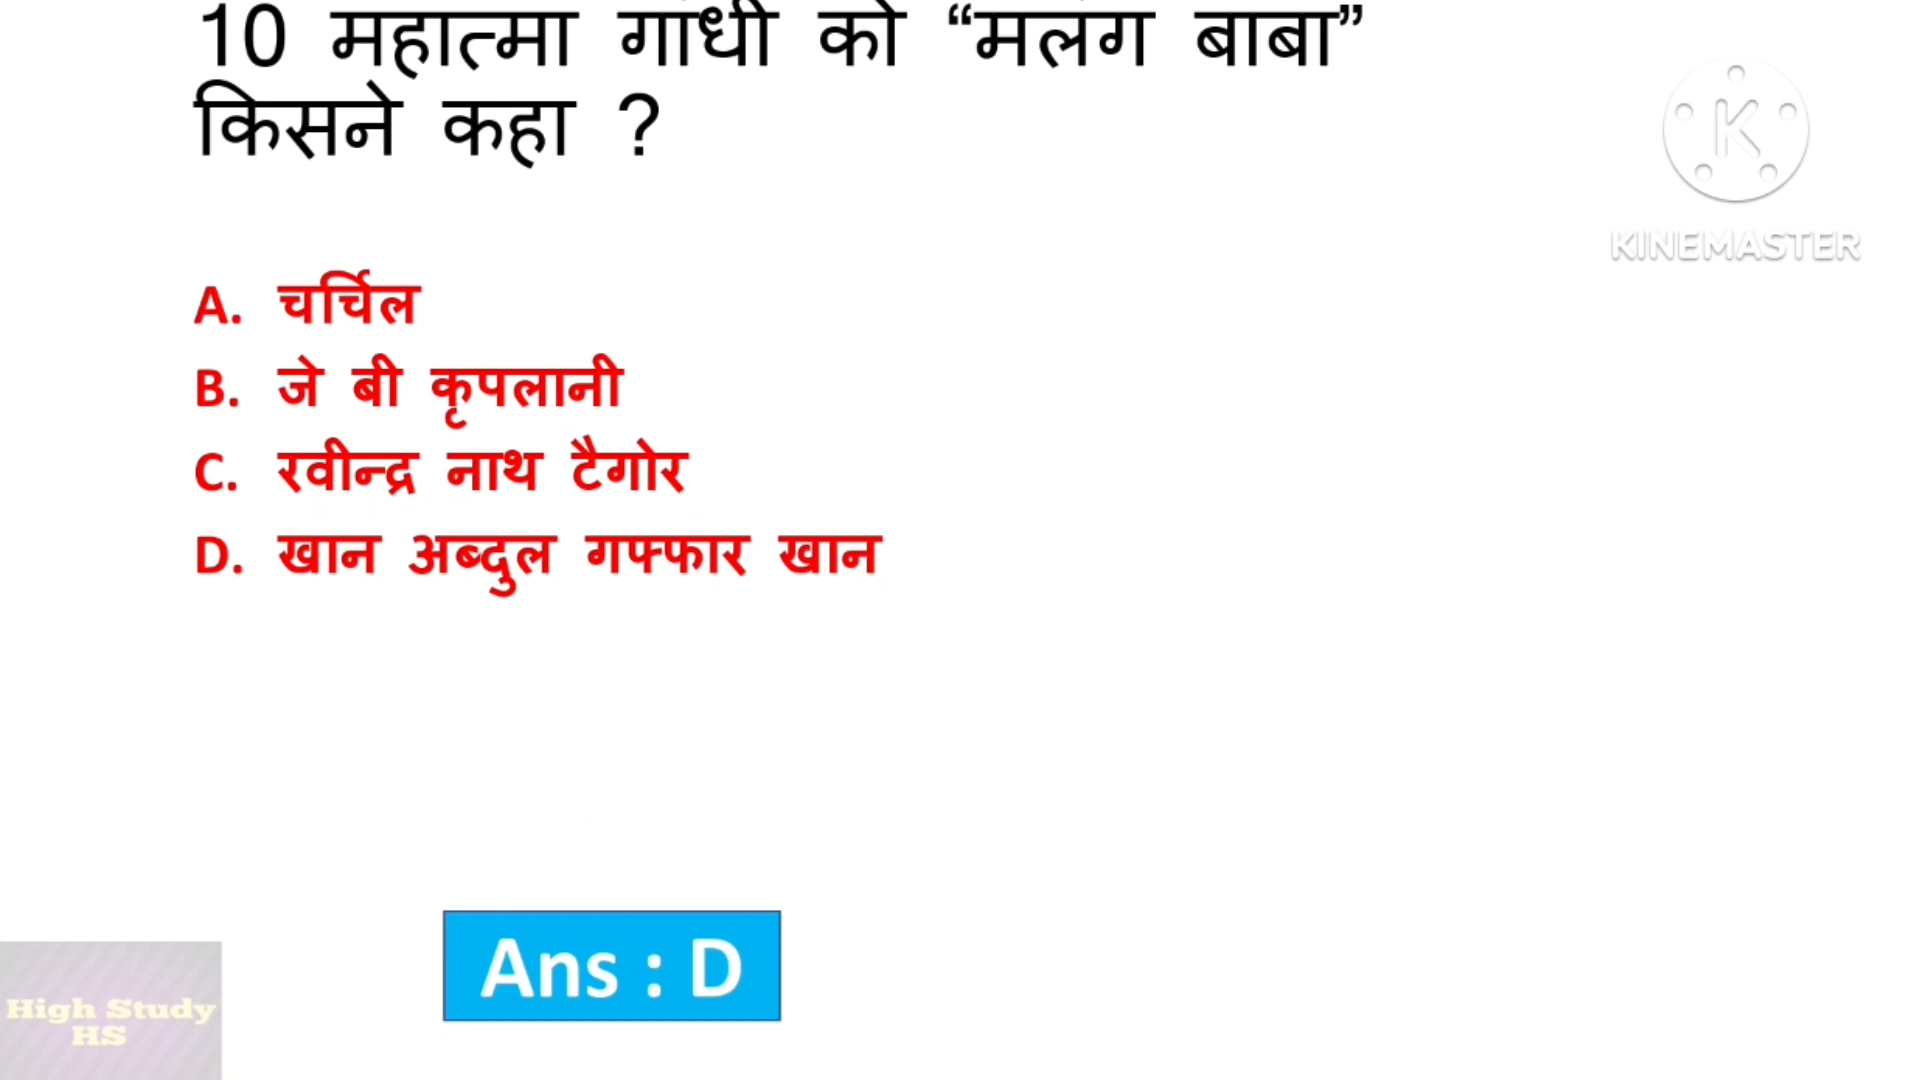 10 महात्मा गांधी को “मलंग बाबा”
किसने कहा ?
KINEMASTER
A. चर्चिल
B. जे बी कृपलानी
C. रवीन्द्र नाथ टैगोर
D. खान अब्दुल गफ्फार खान
Ans : D
High Study
HS